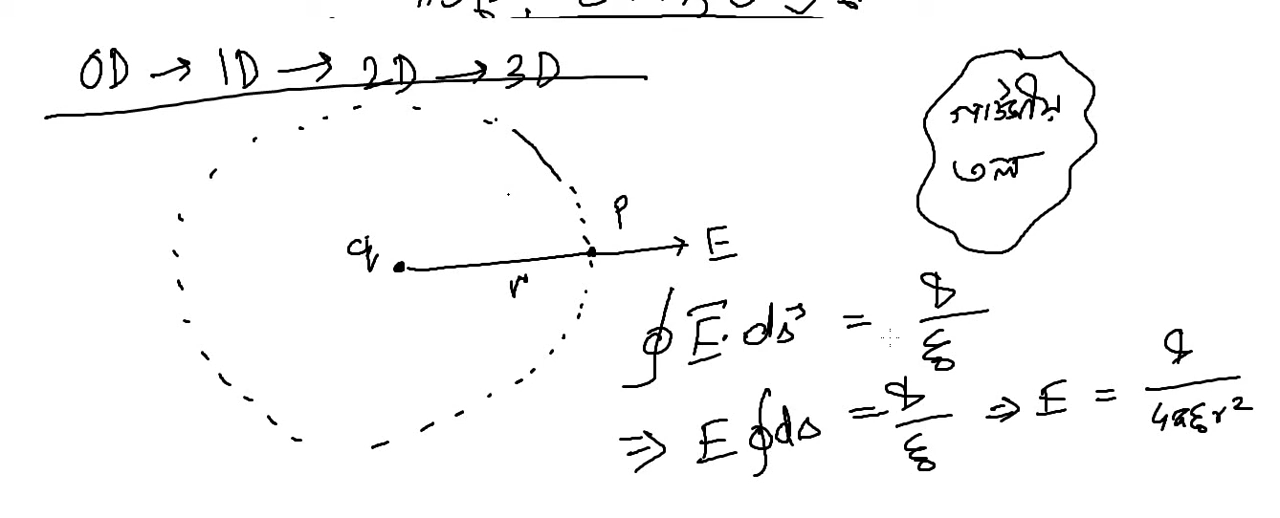 0D → 1D → 2D → 3D
গাউসীয়
তল
P
q
r
E
∮ E⃗ · ds⃗ = q/ε₀
⇒ E ∮ ds = q/ε₀ ⇒ E = q/4πε₀r²